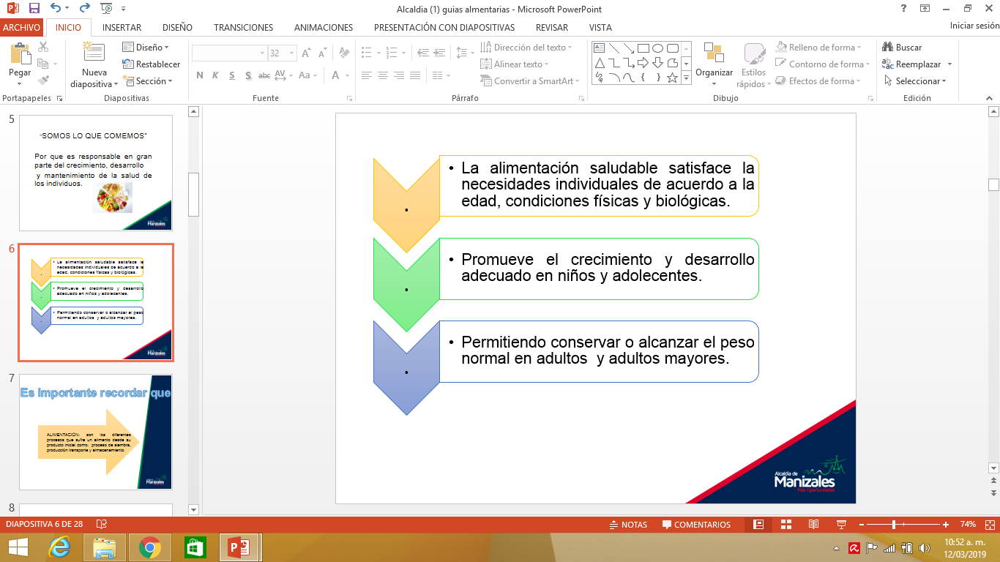 Alcaldia (1) guias almentarias - Microsoft PowerPoint
?
ARCHIVO INICIO INSERTAR DISEÑO TRANSICIONES ANIMACIONES PRESENTACIÓN CON DIAPOSITIVAS REVISAR VISTA Iniciar sesión
Pegar
Portapapeles
Nueva
diapositiva
Diseño
Restablecer
Sección
Diapositivas
32
N K S S abc AV Aa A
Fuente
Dirección del texto
Alinear texto
Convertir a SmartArt
Párrafo
Organizar
Estilos
rápidos
Relleno de forma
Contorno de forma
Efectos de forma
Dibujo
Buscar
Reemplazar
Seleccionar
Edición
5
“SOMOS LO QUE COMEMOS”
Por que es responsable en gran
parte del crecimiento, desarrollo
y mantenimiento de la salud de
los individuos.
Manizales
6
• La alimentación saludable satisface la
necesidades individuales de acuerdo a la
edad, condiciones físicas y biológicas.
• Promueve el crecimiento y desarrollo
adecuado en niños y adolecentes.
• Permitiendo conservar o alcanzar el peso
normal en adultos y adultos mayores.
Manizales
7
Es importante recordar que
ALIMENTACIÓN: son los diferentes
procesos que sufre un alimento desde su
producto inicial como: proceso de siembra,
producción transporte y almacenamiento.
Manizales
8
• La alimentación saludable satisface la
necesidades individuales de acuerdo a la
edad, condiciones físicas y biológicas.
• Promueve el crecimiento y desarrollo
adecuado en niños y adolecentes.
• Permitiendo conservar o alcanzar el peso
normal en adultos  y adultos mayores.
Alcaldía de
Manizales
Más Oportunidades
DIAPOSITIVA 6 DE 28
NOTAS COMENTARIOS 74%
10:52 a. m.
12/03/2019